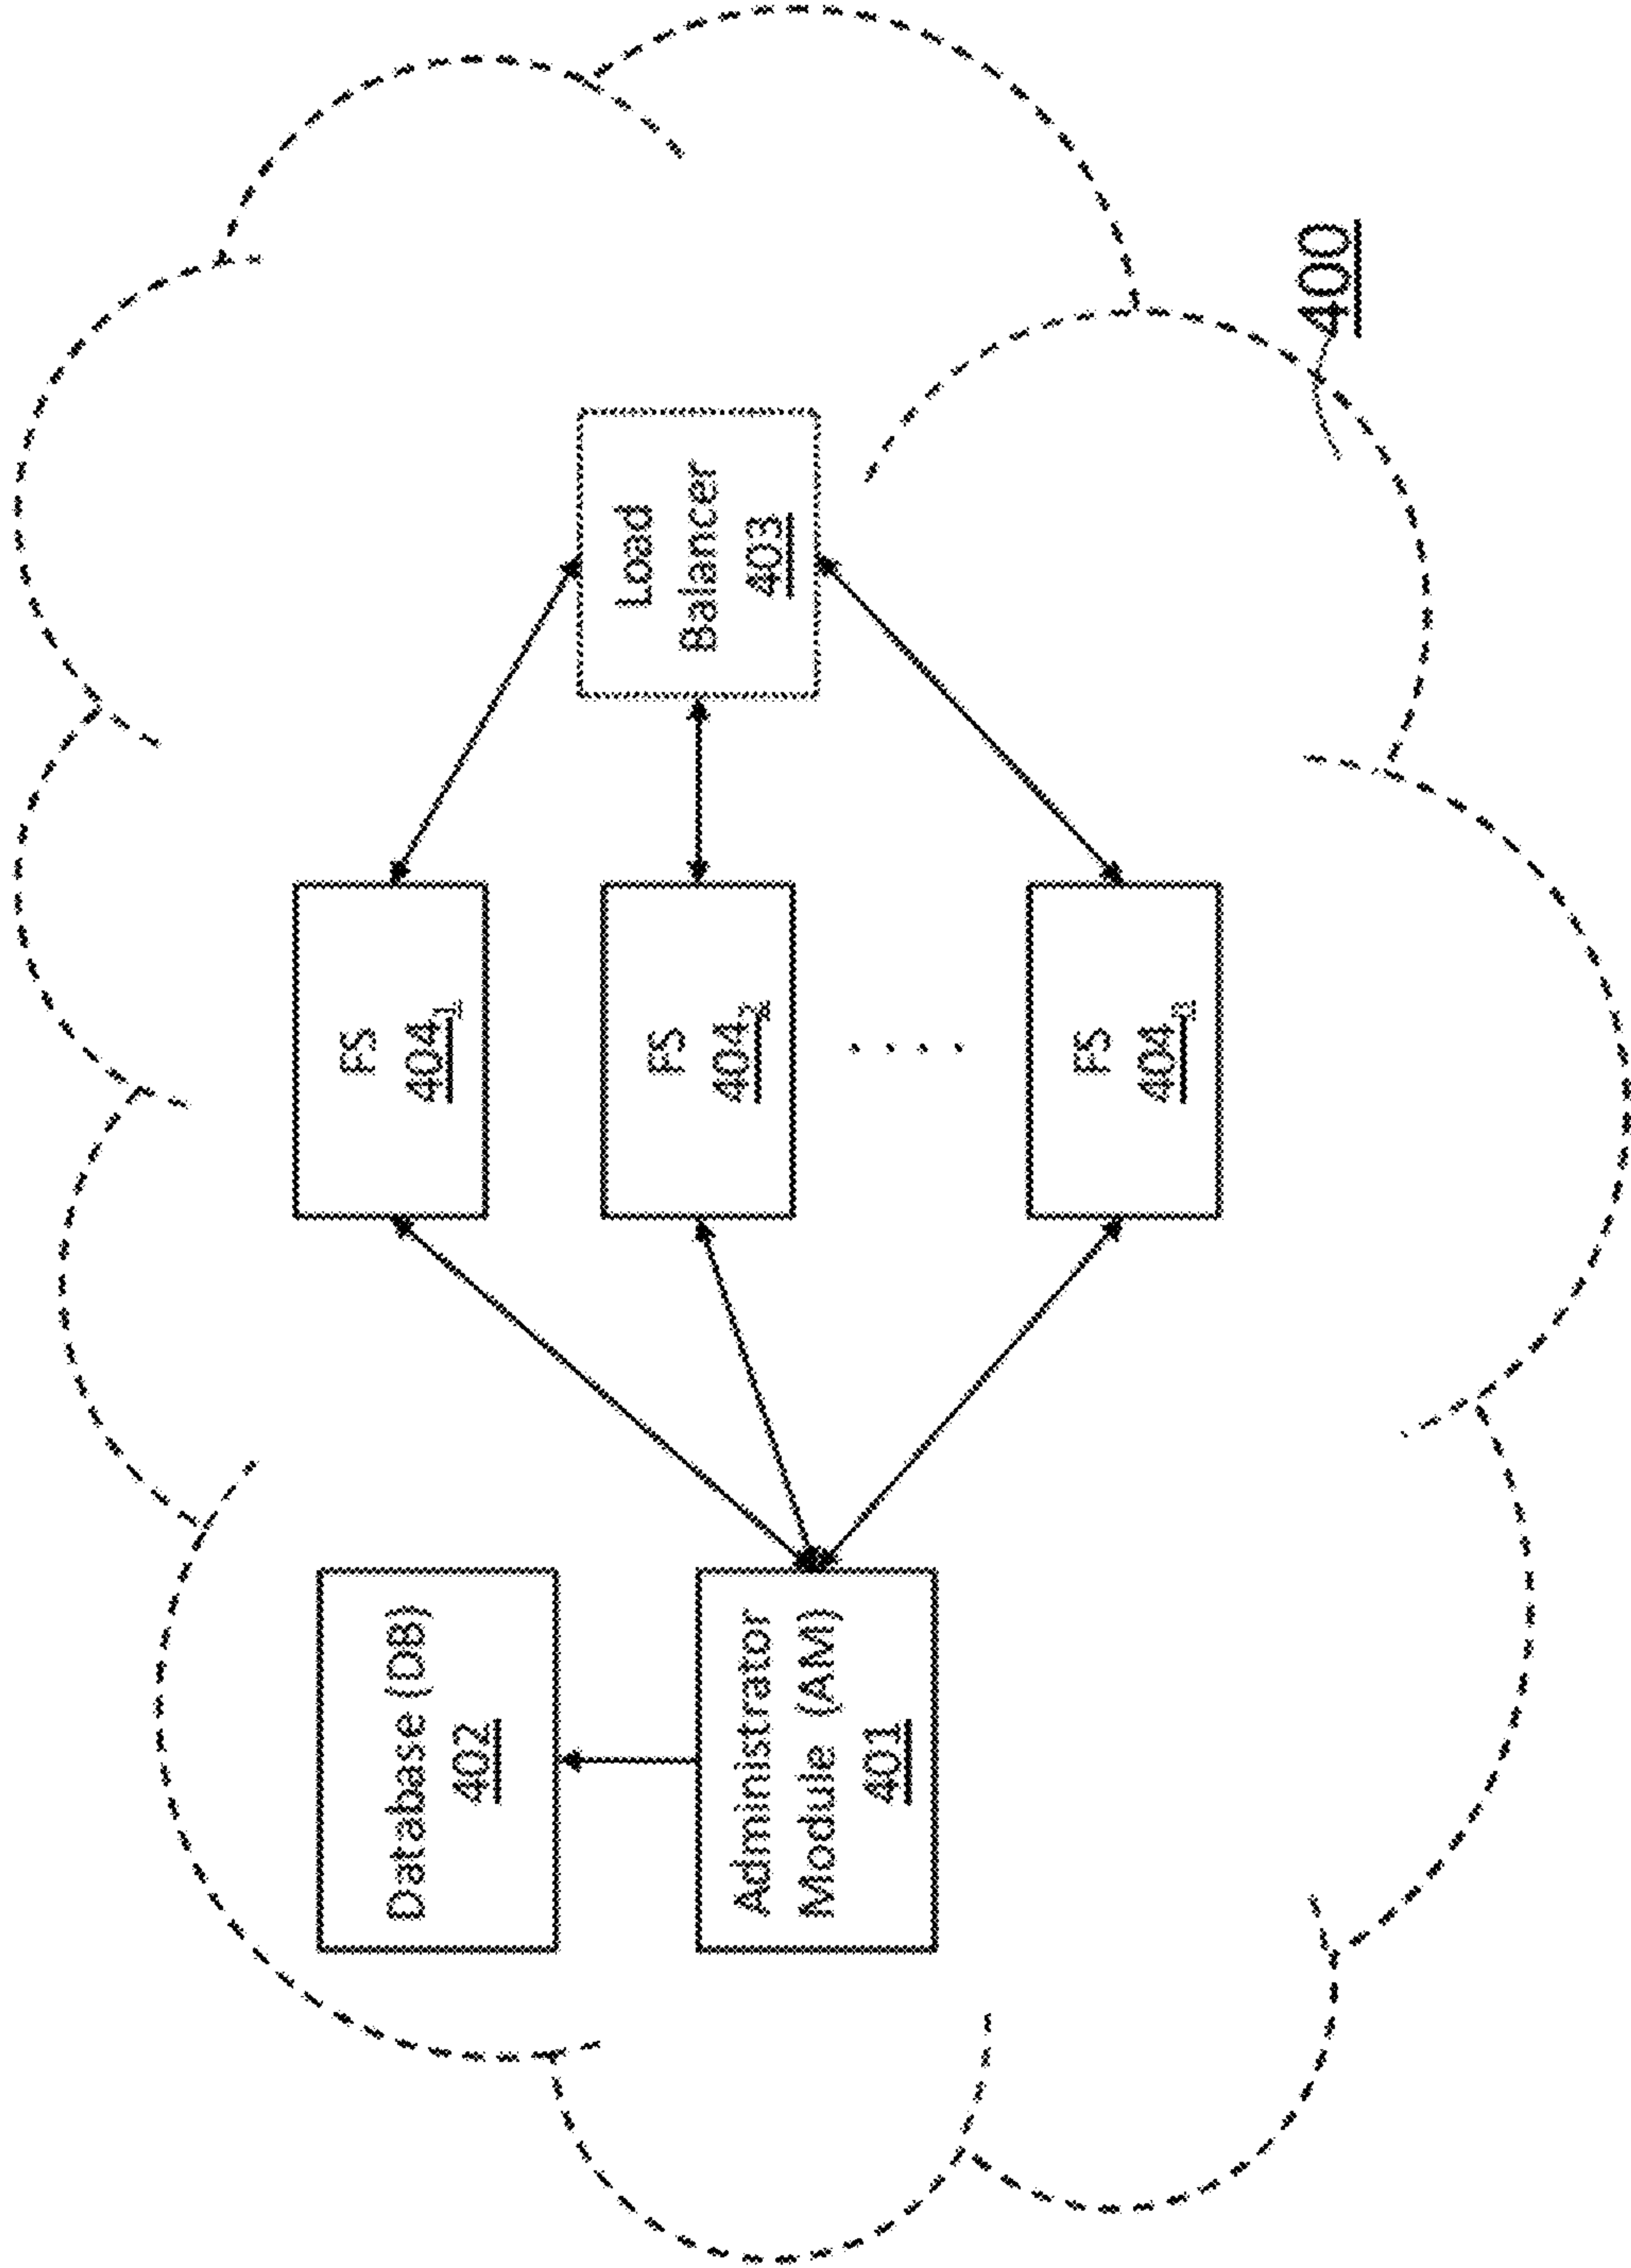 Database (DB)
402
Administrator
Module (AM)
401
FS
404₁
FS
404₂
. . . .
FS
404ₙ
Load
Balancer
403
400